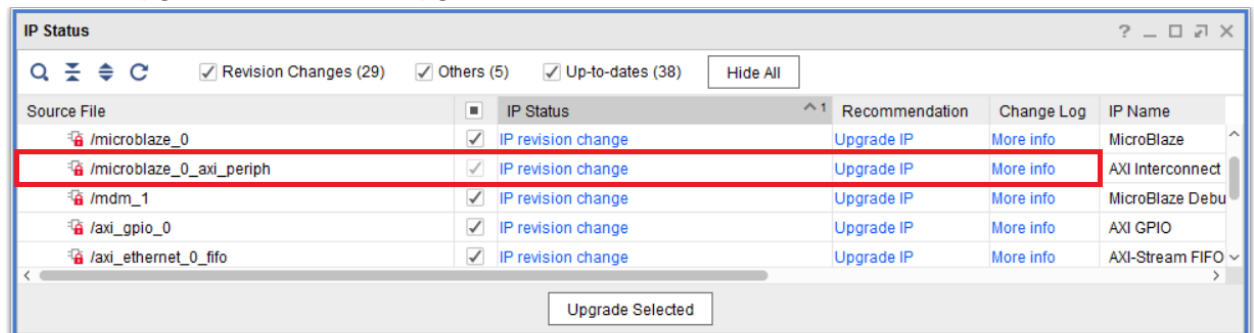 IP Status
Revision Changes (29) Others (5) Up-to-dates (38) Hide All
Source File IP Status 1 Recommendation Change Log IP Name
/microblaze_0 IP revision change Upgrade IP More info MicroBlaze
/microblaze_0_axi_periph IP revision change Upgrade IP More info AXI Interconnect
/mdm_1 IP revision change Upgrade IP More info MicroBlaze Debu
/axi_gpio_0 IP revision change Upgrade IP More info AXI GPIO
/axi_ethernet_0_fifo IP revision change Upgrade IP More info AXI-Stream FIFO
Upgrade Selected